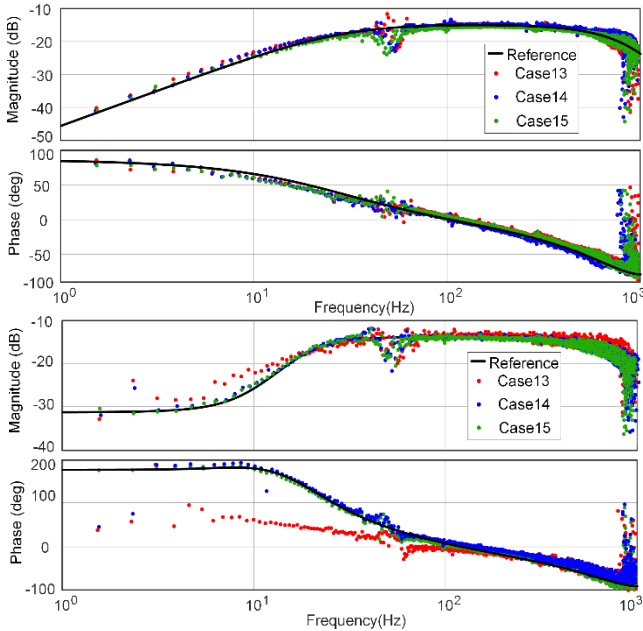 Magnitude (dB)
-10
-20
-30
-40
-50
Reference
Case13
Case14
Case15
Phase (deg)
100
50
0
-50
-100
10^0
10^1
10^2
10^3
Frequency(Hz)
Magnitude (dB)
-10
-20
-30
-40
Reference
Case13
Case14
Case15
Phase (deg)
200
100
0
-100
10^0
10^1
10^2
10^3
Frequency(Hz)